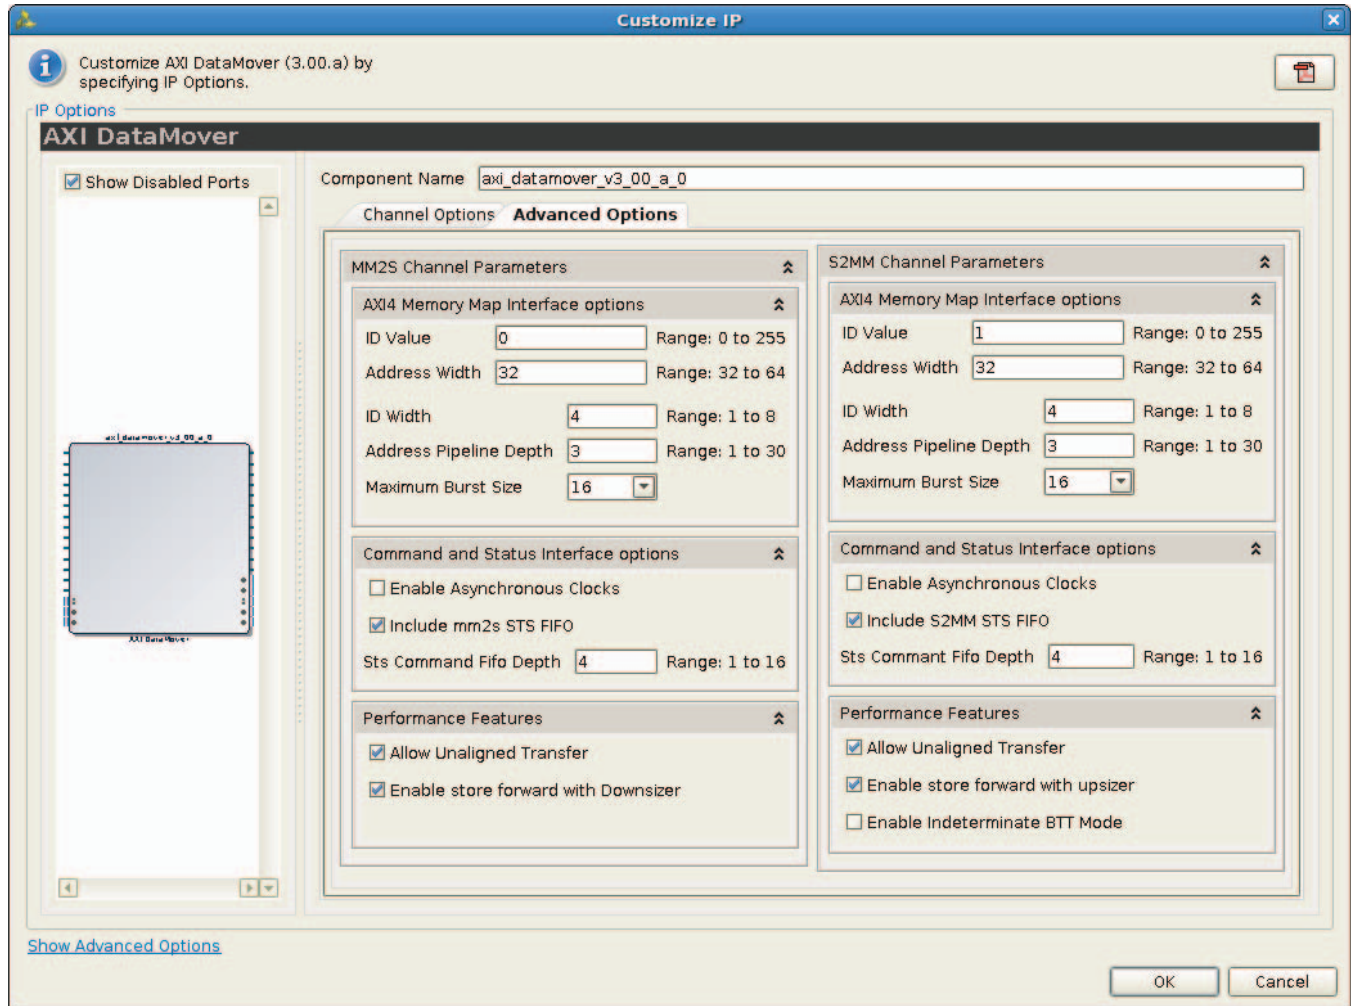 Customize IP
Customize AXI DataMover (3.00.a) by
specifying IP Options.
IP Options
AXI DataMover
Show Disabled Ports
axi_datamover_v3_00_a_0
AXI DataMover
Component Name axi_datamover_v3_00_a_0
Channel Options Advanced Options
MM2S Channel Parameters
AXI4 Memory Map Interface options
ID Value 0 Range: 0 to 255
Address Width 32 Range: 32 to 64
ID Width 4 Range: 1 to 8
Address Pipeline Depth 3 Range: 1 to 30
Maximum Burst Size 16
Command and Status Interface options
Enable Asynchronous Clocks
Include mm2s STS FIFO
Sts Command Fifo Depth 4 Range: 1 to 16
Performance Features
Allow Unaligned Transfer
Enable store forward with Downsizer
S2MM Channel Parameters
AXI4 Memory Map Interface options
ID Value 1 Range: 0 to 255
Address Width 32 Range: 32 to 64
ID Width 4 Range: 1 to 8
Address Pipeline Depth 3 Range: 1 to 30
Maximum Burst Size 16
Command and Status Interface options
Enable Asynchronous Clocks
Include S2MM STS FIFO
Sts Commant Fifo Depth 4 Range: 1 to 16
Performance Features
Allow Unaligned Transfer
Enable store forward with upsizer
Enable Indeterminate BTT Mode
Show Advanced Options
OK Cancel